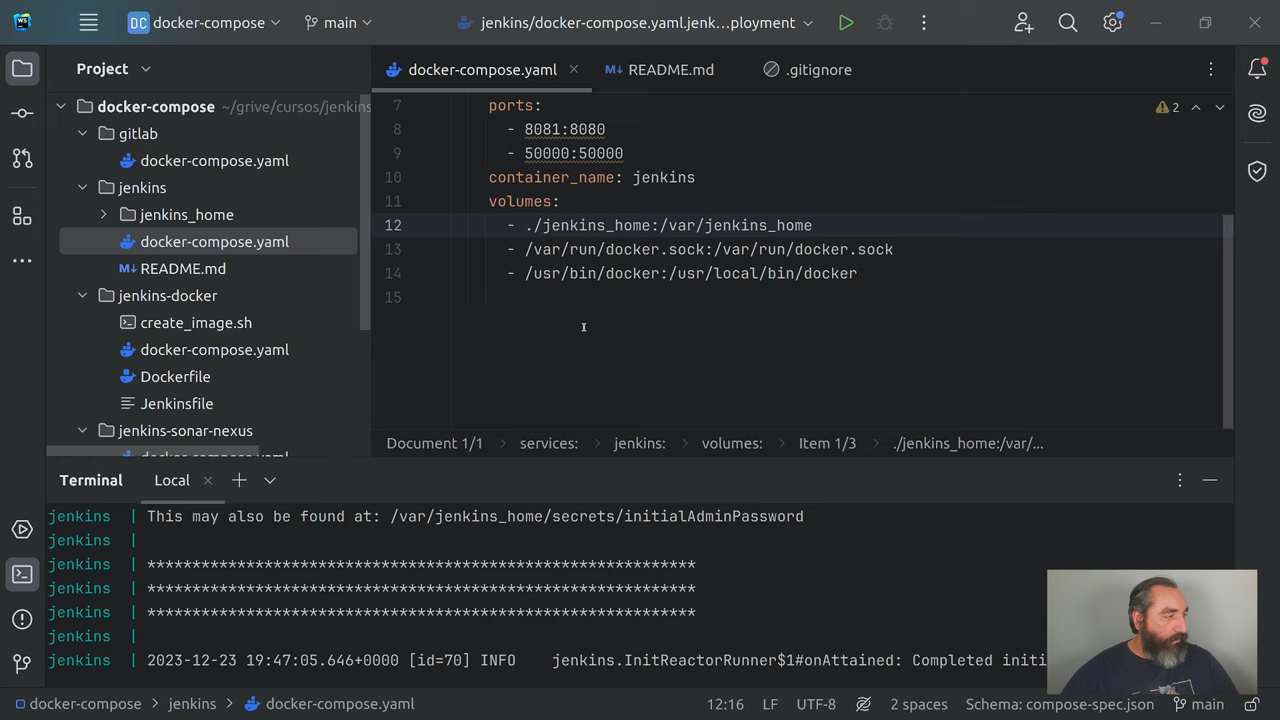 WS
DC docker-compose
main
jenkins/docker-compose.yaml.jenk...ployment
Project
docker-compose.yaml
README.md
.gitignore
docker-compose ~/grive/cursos/jenkins
gitlab
docker-compose.yaml
jenkins
jenkins_home
docker-compose.yaml
README.md
jenkins-docker
create_image.sh
docker-compose.yaml
Dockerfile
Jenkinsfile
jenkins-sonar-nexus
docker-compose.yaml
2
7 ports:
8 - 8081:8080
9 - 50000:50000
10 container_name: jenkins
11 volumes:
12 - ./jenkins_home:/var/jenkins_home
13 - /var/run/docker.sock:/var/run/docker.sock
14 - /usr/bin/docker:/usr/local/bin/docker
15
Document 1/1 services: jenkins: volumes: Item 1/3 ./jenkins_home:/var/...
Terminal Local
jenkins | This may also be found at: /var/jenkins_home/secrets/initialAdminPassword
jenkins |
jenkins | *************************************************************
jenkins | *************************************************************
jenkins | *************************************************************
jenkins |
jenkins | 2023-12-23 19:47:05.646+0000 [id=70] INFO jenkins.InitReactorRunner$1#onAttained: Completed initi
docker-compose jenkins docker-compose.yaml
12:16 LF UTF-8 2 spaces Schema: compose-spec.json main